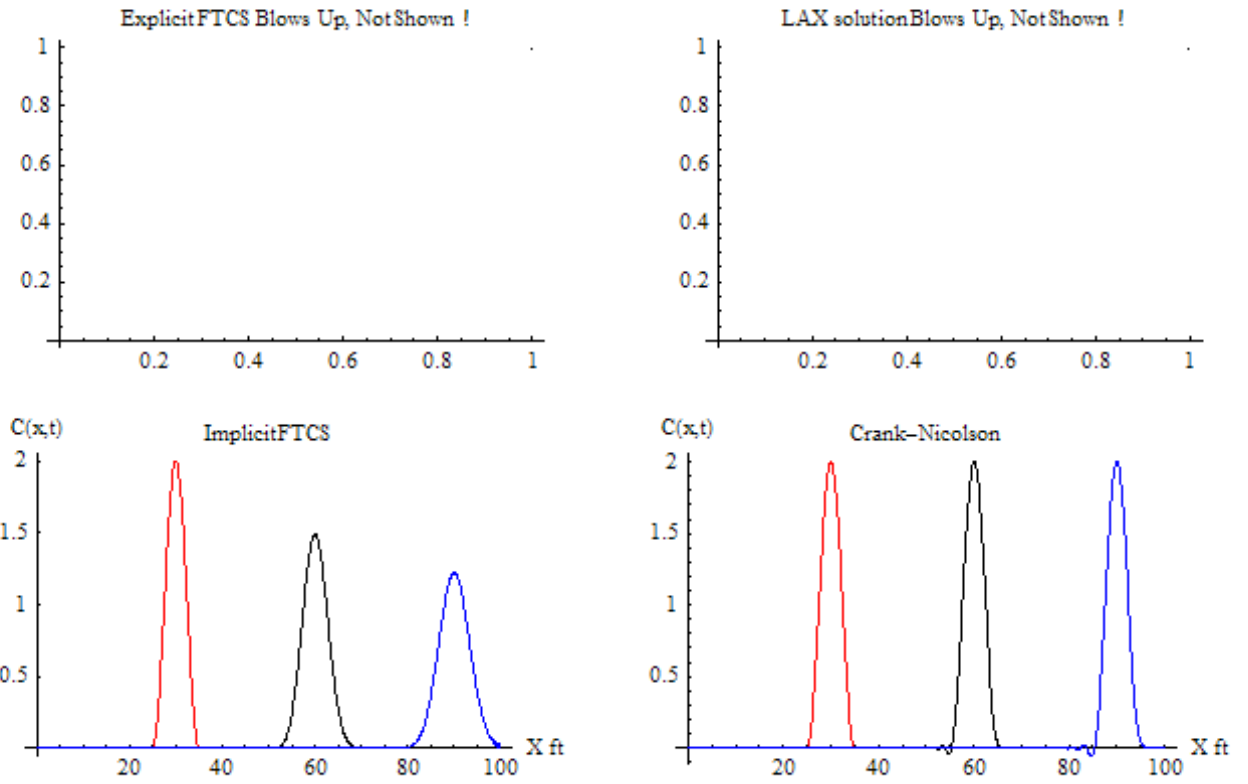 Explicit FTCS Blows Up, Not Shown !
1
0.8
0.6
0.4
0.2
0.2 0.4 0.6 0.8 1
LAX solution Blows Up, Not Shown !
1
0.8
0.6
0.4
0.2
0.2 0.4 0.6 0.8 1
C(x,t)
Implicit FTCS
2
1.5
1
0.5
20 40 60 80 100
X ft
C(x,t)
Crank-Nicolson
2
1.5
1
0.5
20 40 60 80 100
X ft